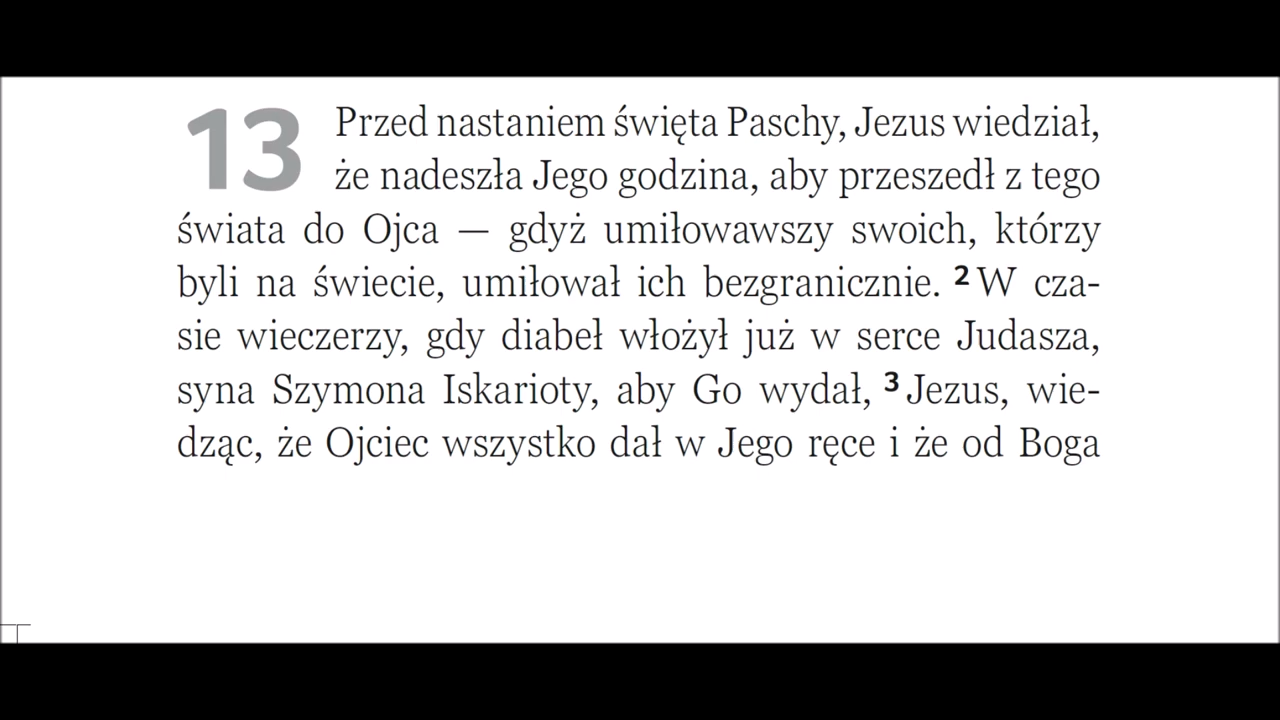 13 Przed nastaniem święta Paschy, Jezus wiedział,
że nadeszła Jego godzina, aby przeszedł z tego
świata do Ojca — gdyż umiłowawszy swoich, którzy
byli na świecie, umiłował ich bezgranicznie. 2 W cza-
sie wieczerzy, gdy diabeł włożył już w serce Judasza,
syna Szymona Iskarioty, aby Go wydał, 3 Jezus, wie-
dząc, że Ojciec wszystko dał w Jego ręce i że od Boga